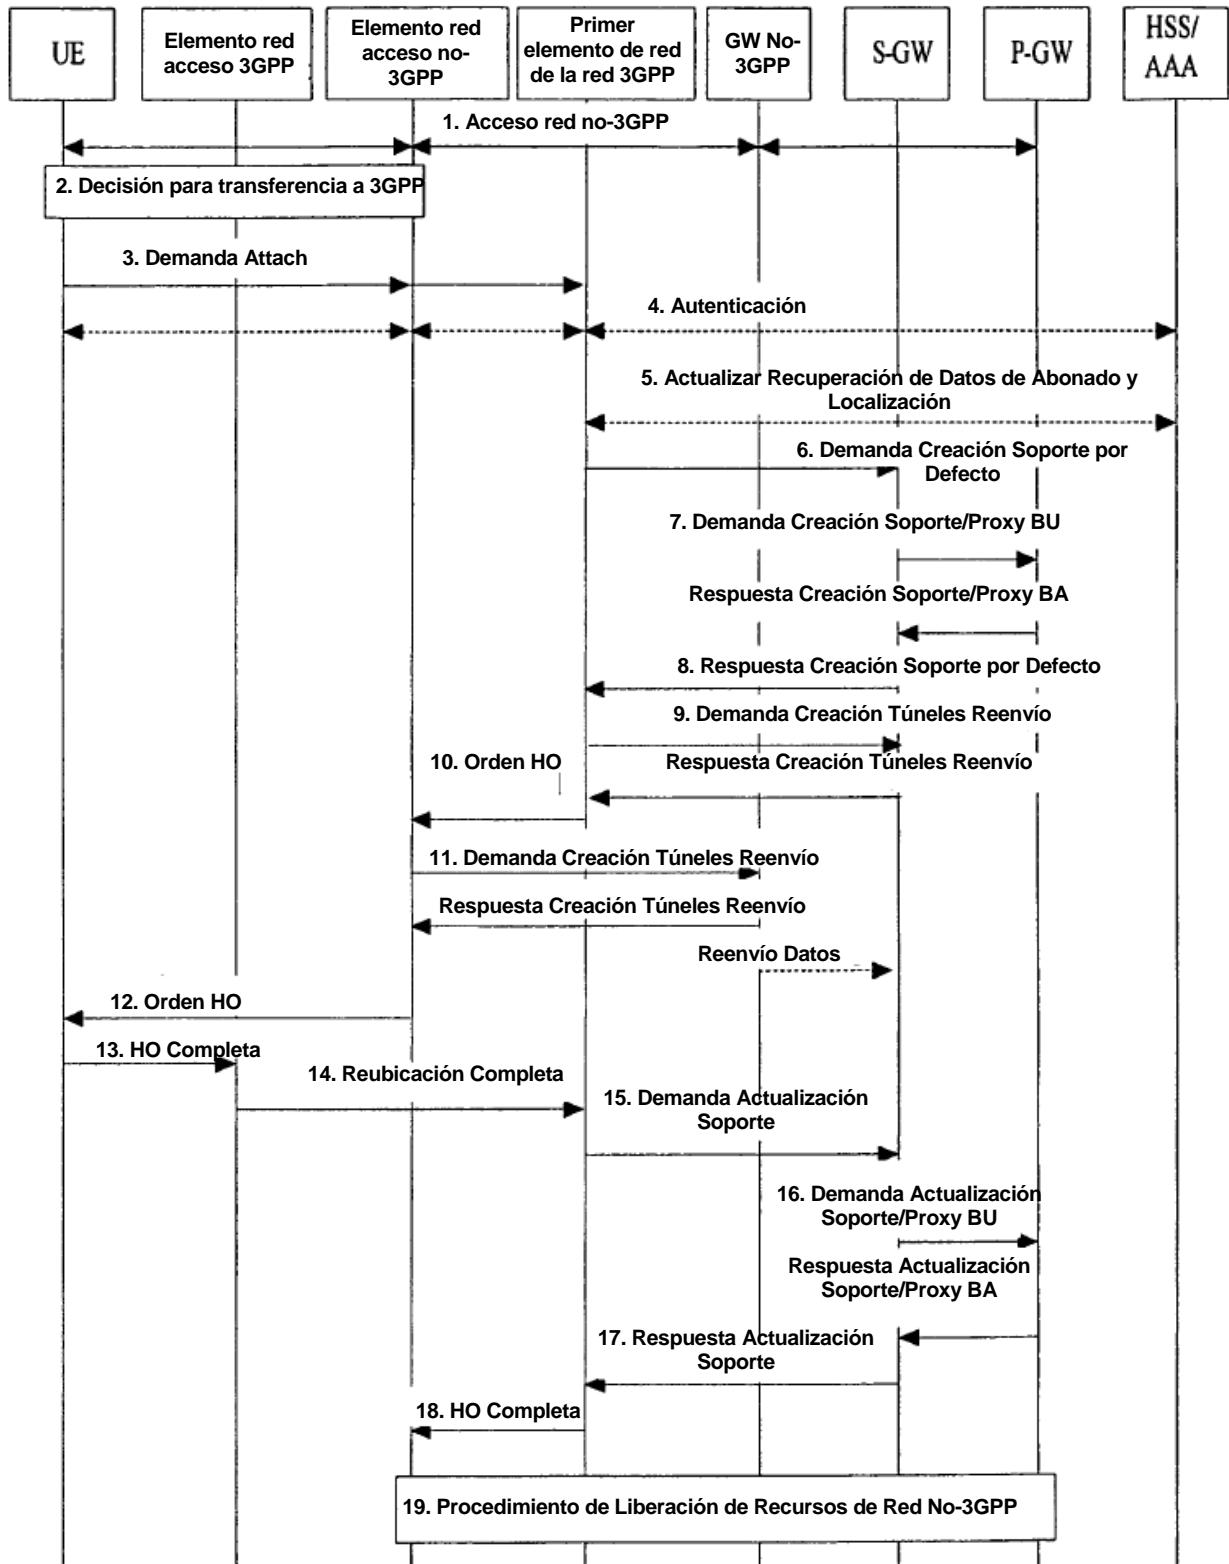 UE
Elemento red
acceso 3GPP
Elemento red
acceso no-
3GPP
Primer
elemento de red
de la red 3GPP
GW No-
3GPP
S-GW
P-GW
HSS/
AAA
1. Acceso red no-3GPP
2. Decisión para transferencia a 3GPP
3. Demanda Attach
4. Autenticación
5. Actualizar Recuperación de Datos de Abonado y
Localización
6. Demanda Creación Soporte por
Defecto
7. Demanda Creación Soporte/Proxy BU
Respuesta Creación Soporte/Proxy BA
8. Respuesta Creación Soporte por Defecto
9. Demanda Creación Túneles Reenvío
10. Orden HO
Respuesta Creación Túneles Reenvío
11. Demanda Creación Túneles Reenvío
Respuesta Creación Túneles Reenvío
Reenvío Datos
12. Orden HO
13. HO Completa
14. Reubicación Completa
15. Demanda Actualización
Soporte
16. Demanda Actualización
Soporte/Proxy BU
Respuesta Actualización
Soporte/Proxy BA
17. Respuesta Actualización
Soporte
18. HO Completa
19. Procedimiento de Liberación de Recursos de Red No-3GPP